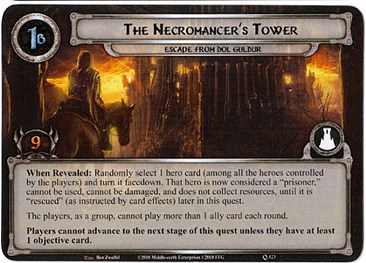 1B
THE NECROMANCER'S TOWER
ESCAPE FROM DOL GULDUR
9
When Revealed: Randomly select 1 hero card (among all the heroes controlled
by the players) and turn it facedown. That hero is now considered a “prisoner,”
cannot be used, cannot be damaged, and does not collect resources, until it is
“rescued” (as instructed by card effects) later in this quest.
The players, as a group, cannot play more than 1 ally card each round.
Players cannot advance to the next stage of this quest unless they have at least
1 objective card.
Illus. Ben Zweifel
©2010 Middle-earth Enterprises ©2010 FFG
123